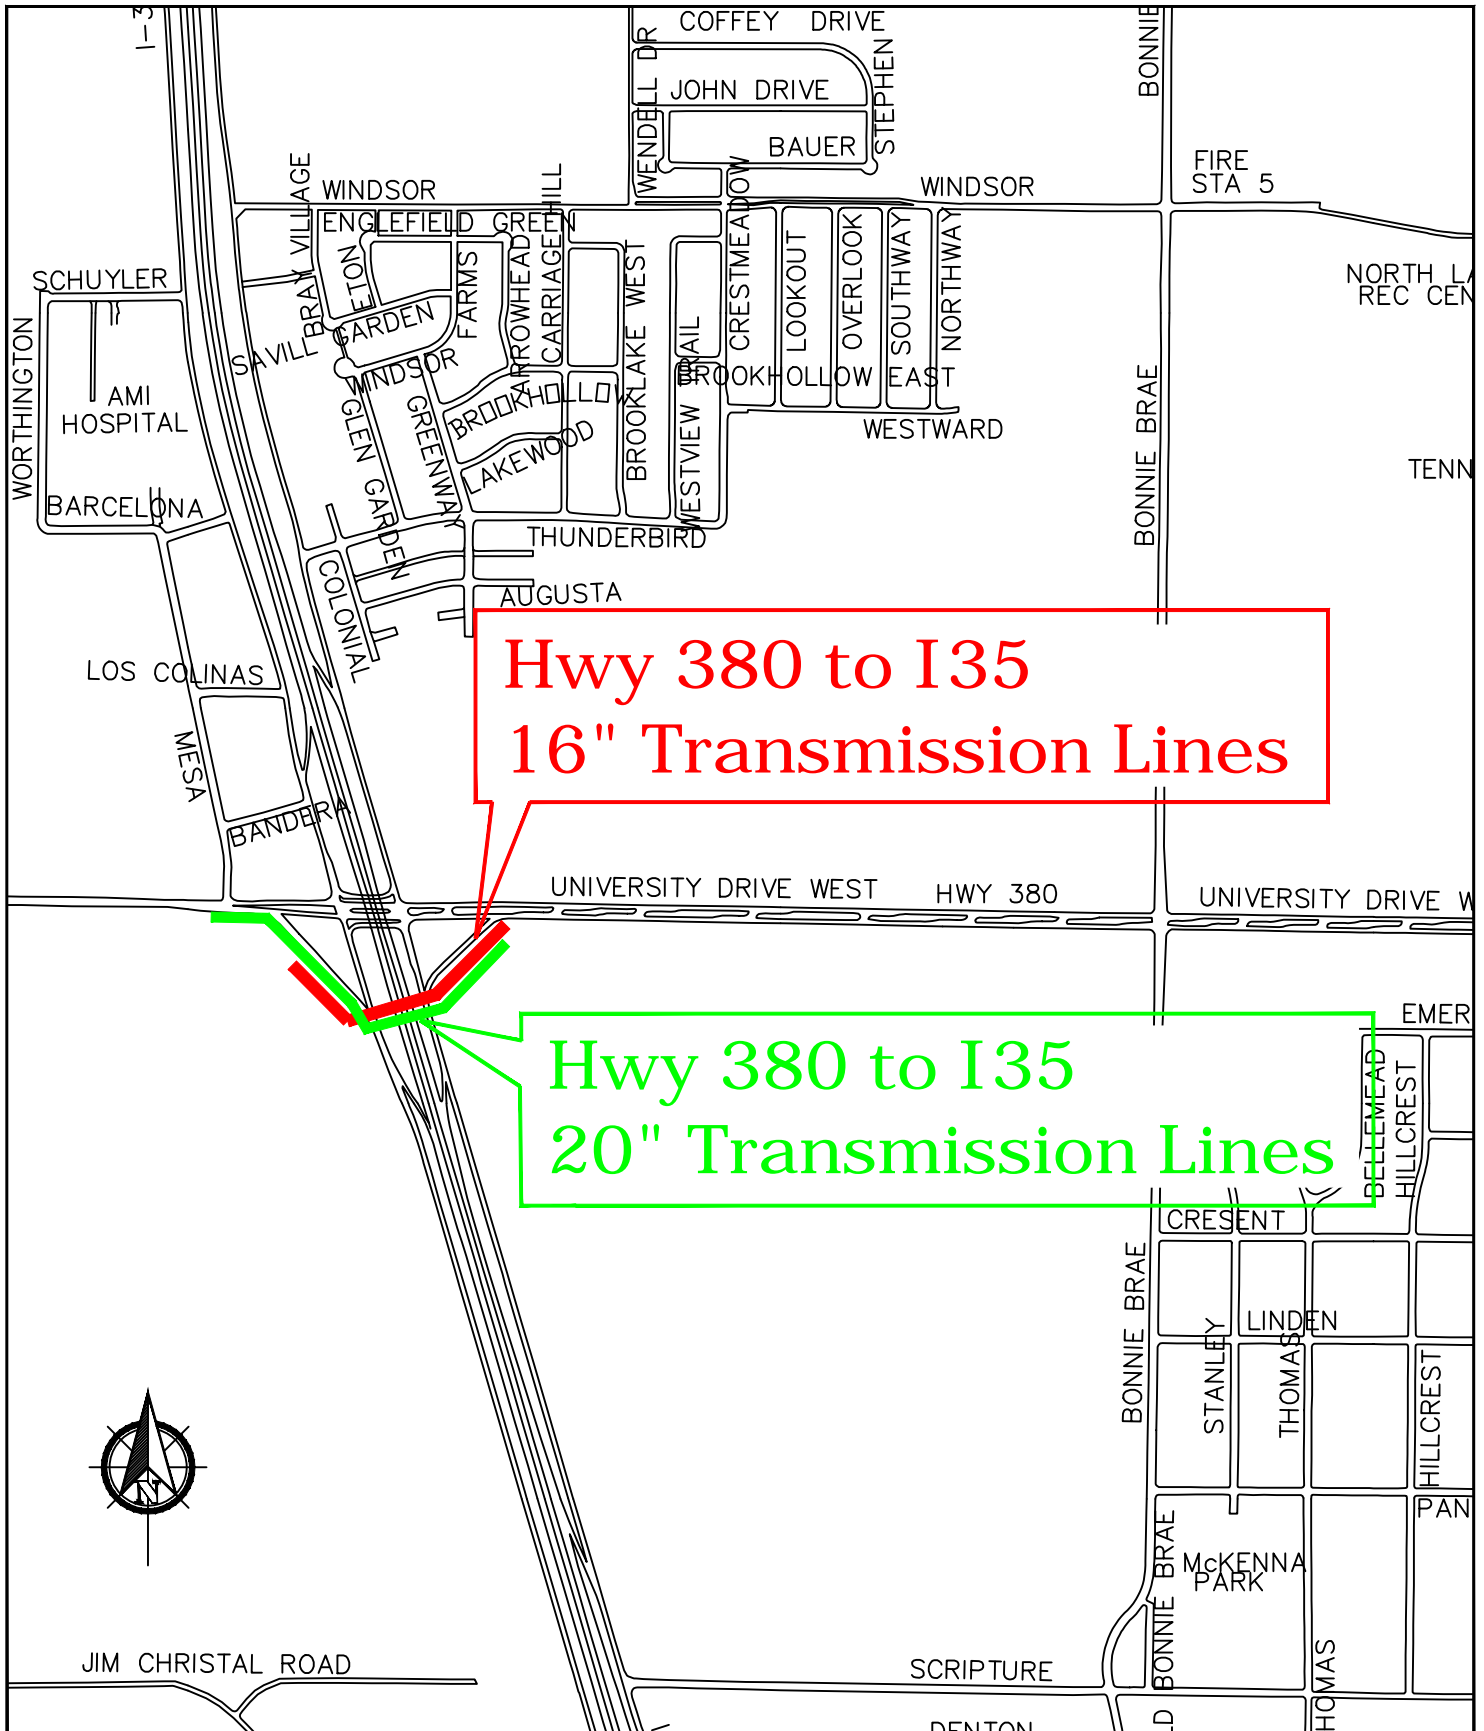 I-3
COFFEY DRIVE
WENDELL DR
JOHN DRIVE
STEPHEN
BONNIE
BAUER
FIRE
STA 5
WINDSOR
WINDSOR
BRAY VILLAGE
ENGLEFIELD GREEN
CARRIAGE HILL
CRESTMEADOW
SCHUYLER
ETON
FARMS
ARROWHEAD
BROOKLAKE WEST
LOOKOUT
OVERLOOK
SOUTHWAY
NORTHWAY
NORTH LA
REC CEN
SAVILL GARDEN
WINDSOR
WORTHINGTON
AMI
HOSPITAL
GLEN GARDEN
GREENWAY
BROOKHOLLOW
BROOKHOLLOW EAST
WESTVIEW TRAIL
BONNIE BRAE
LAKEWOOD
WESTWARD
TENN
BARCELONA
THUNDERBIRD
COLONIAL
AUGUSTA
LOS COLINAS
Hwy 380 to I35
16" Transmission Lines
MESA
BANDERA
UNIVERSITY DRIVE WEST
HWY 380
UNIVERSITY DRIVE W
EMER
Hwy 380 to I35
20" Transmission Lines
BELLEMEAD
HILLCREST
CRESENT
BONNIE BRAE
LINDEN
STANLEY
THOMAS
HILLCREST
N
PAN
BONNIE BRAE
McKENNA
PARK
JIM CHRISTAL ROAD
SCRIPTURE
HOMAS
LD
DENTON